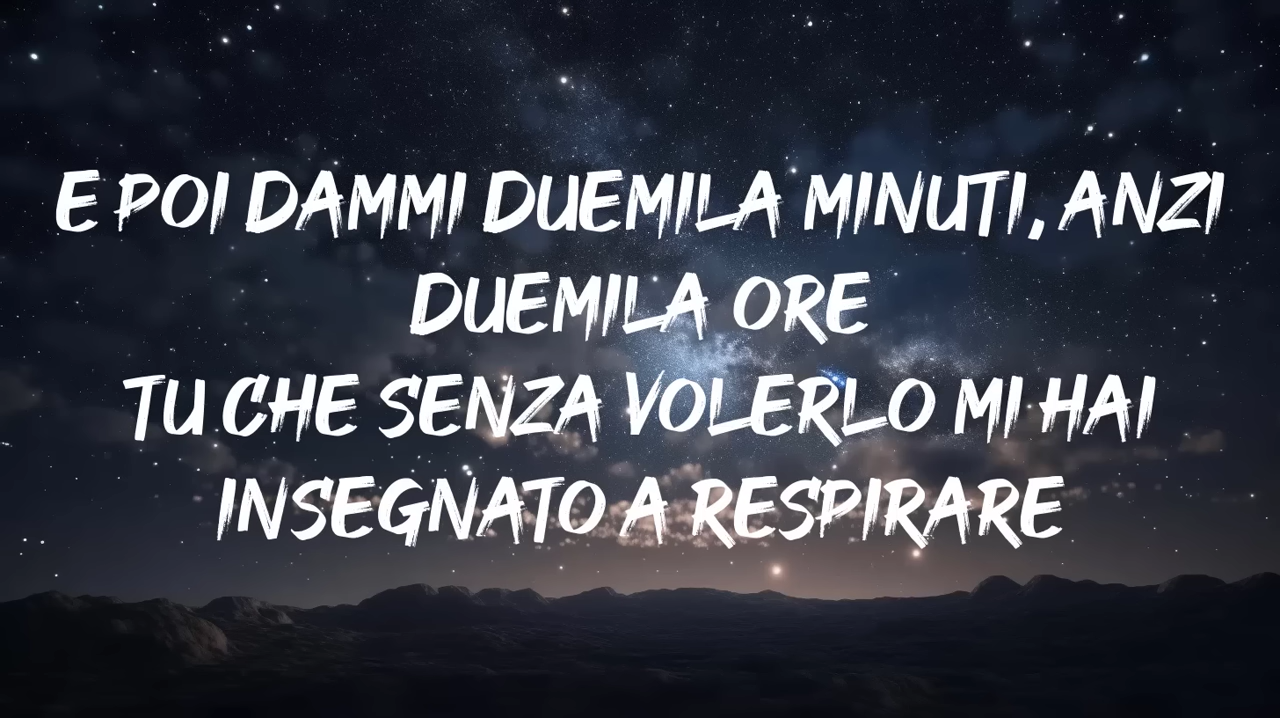 E POI DAMMI DUEMILA MINUTI, ANZI
DUEMILA ORE
TU CHE SENZA VOLERLO MI HAI
INSEGNATO A RESPIRARE